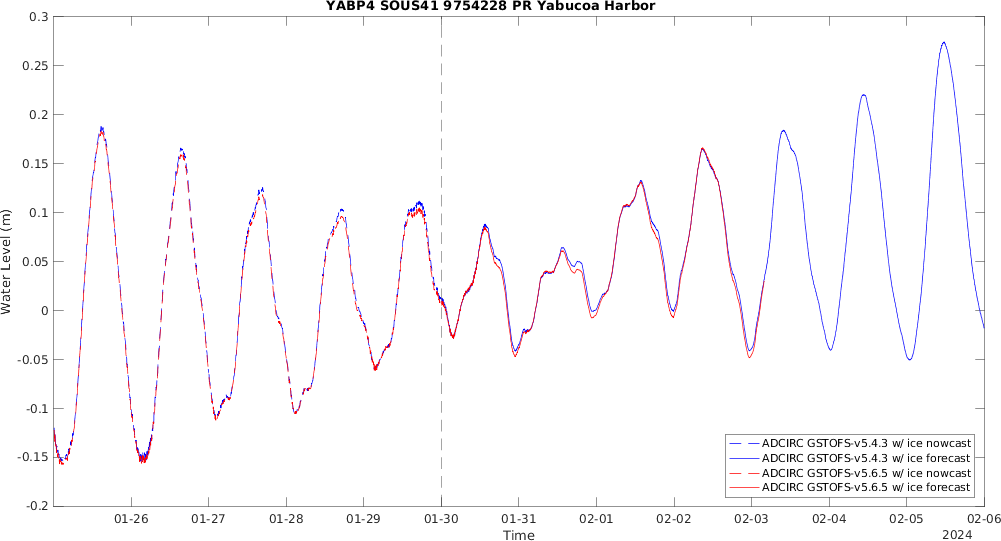 YABP4 SOUS41 9754228 PR Yabucoa Harbor
0.3
0.25
0.2
0.15
0.1
0.05
0
-0.05
-0.1
-0.15
-0.2
Water Level (m)
ADCIRC GSTOFS-v5.4.3 w/ ice nowcast
ADCIRC GSTOFS-v5.4.3 w/ ice forecast
ADCIRC GSTOFS-v5.6.5 w/ ice nowcast
ADCIRC GSTOFS-v5.6.5 w/ ice forecast
01-26 01-27 01-28 01-29 01-30 01-31 02-01 02-02 02-03 02-04 02-05 02-06
Time
2024